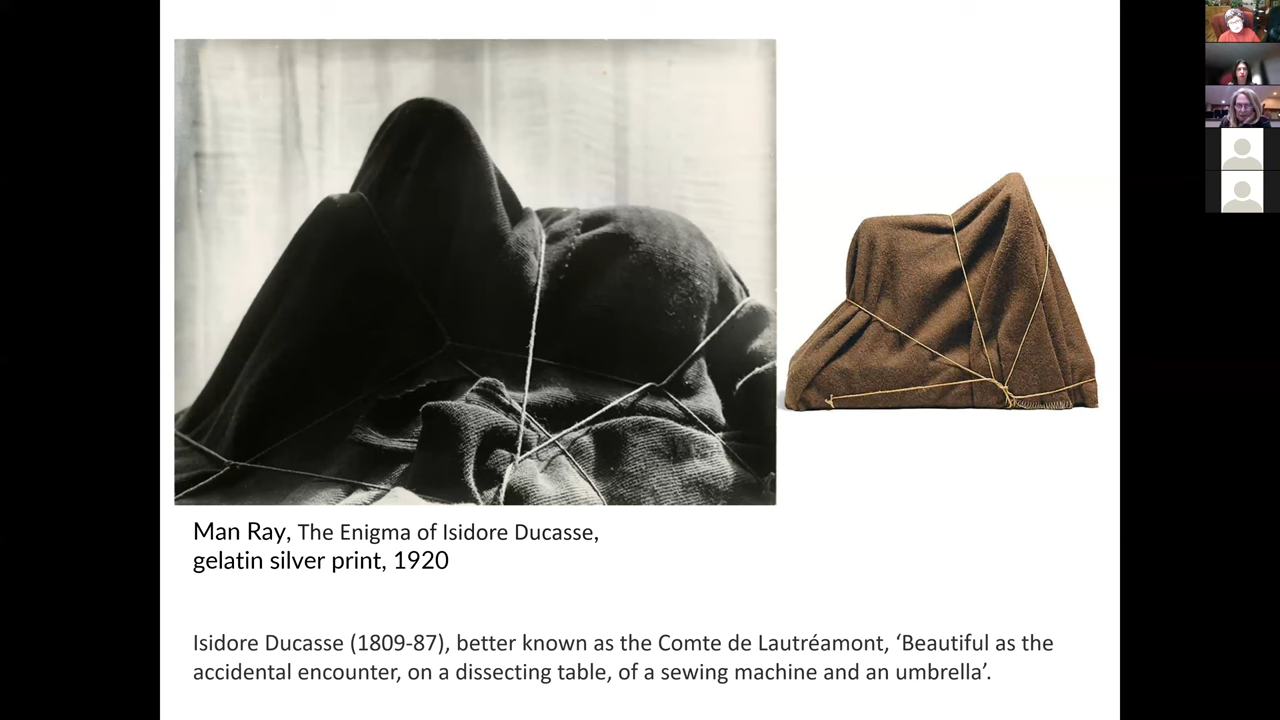 Man Ray, The Enigma of Isidore Ducasse,
gelatin silver print, 1920
Isidore Ducasse (1809-87), better known as the Comte de Lautréamont, ‘Beautiful as the
accidental encounter, on a dissecting table, of a sewing machine and an umbrella’.